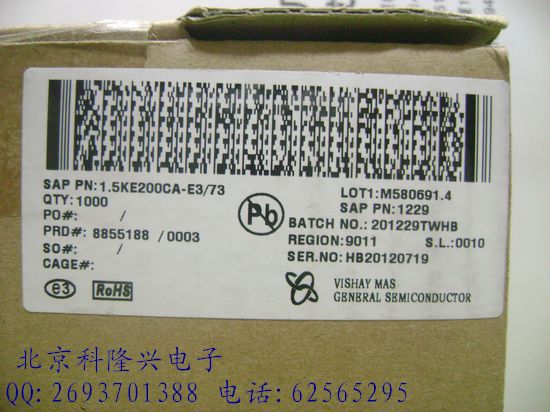 SAP PN:1.5KE200CA-E3/73
QTY:1000
PO#: /
PRD#: 8855188 /0003
SO#: /
CAGE#:
e3 RoHS
Pb
LOT1:M580691.4
SAP PN:1229
BATCH NO.:201229TWHB
REGION:9011 S.L.:0010
SER.NO:HB20120719
VISHAY MAS
GENERAL SEMICONDUCTOR
北京科隆兴电子
QQ:2693701388 电话:62565295